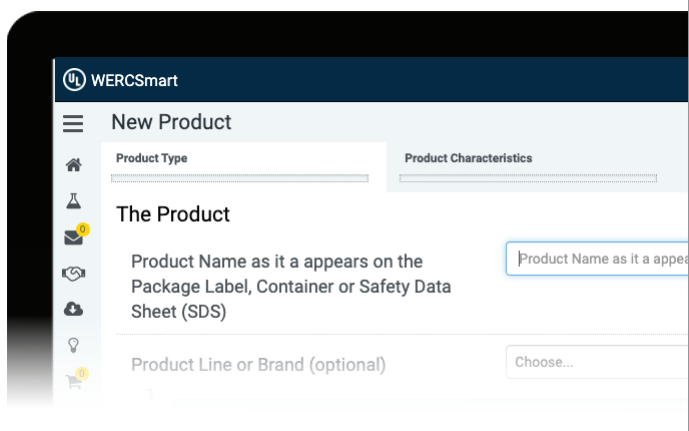 UL WERCSmart
New Product
Product Type
Product Characteristics
The Product
0
Product Name as it a appears on the
Package Label, Container or Safety Data
Sheet (SDS)
Product Name as it a appea
Product Line or Brand (optional)
Choose...
0